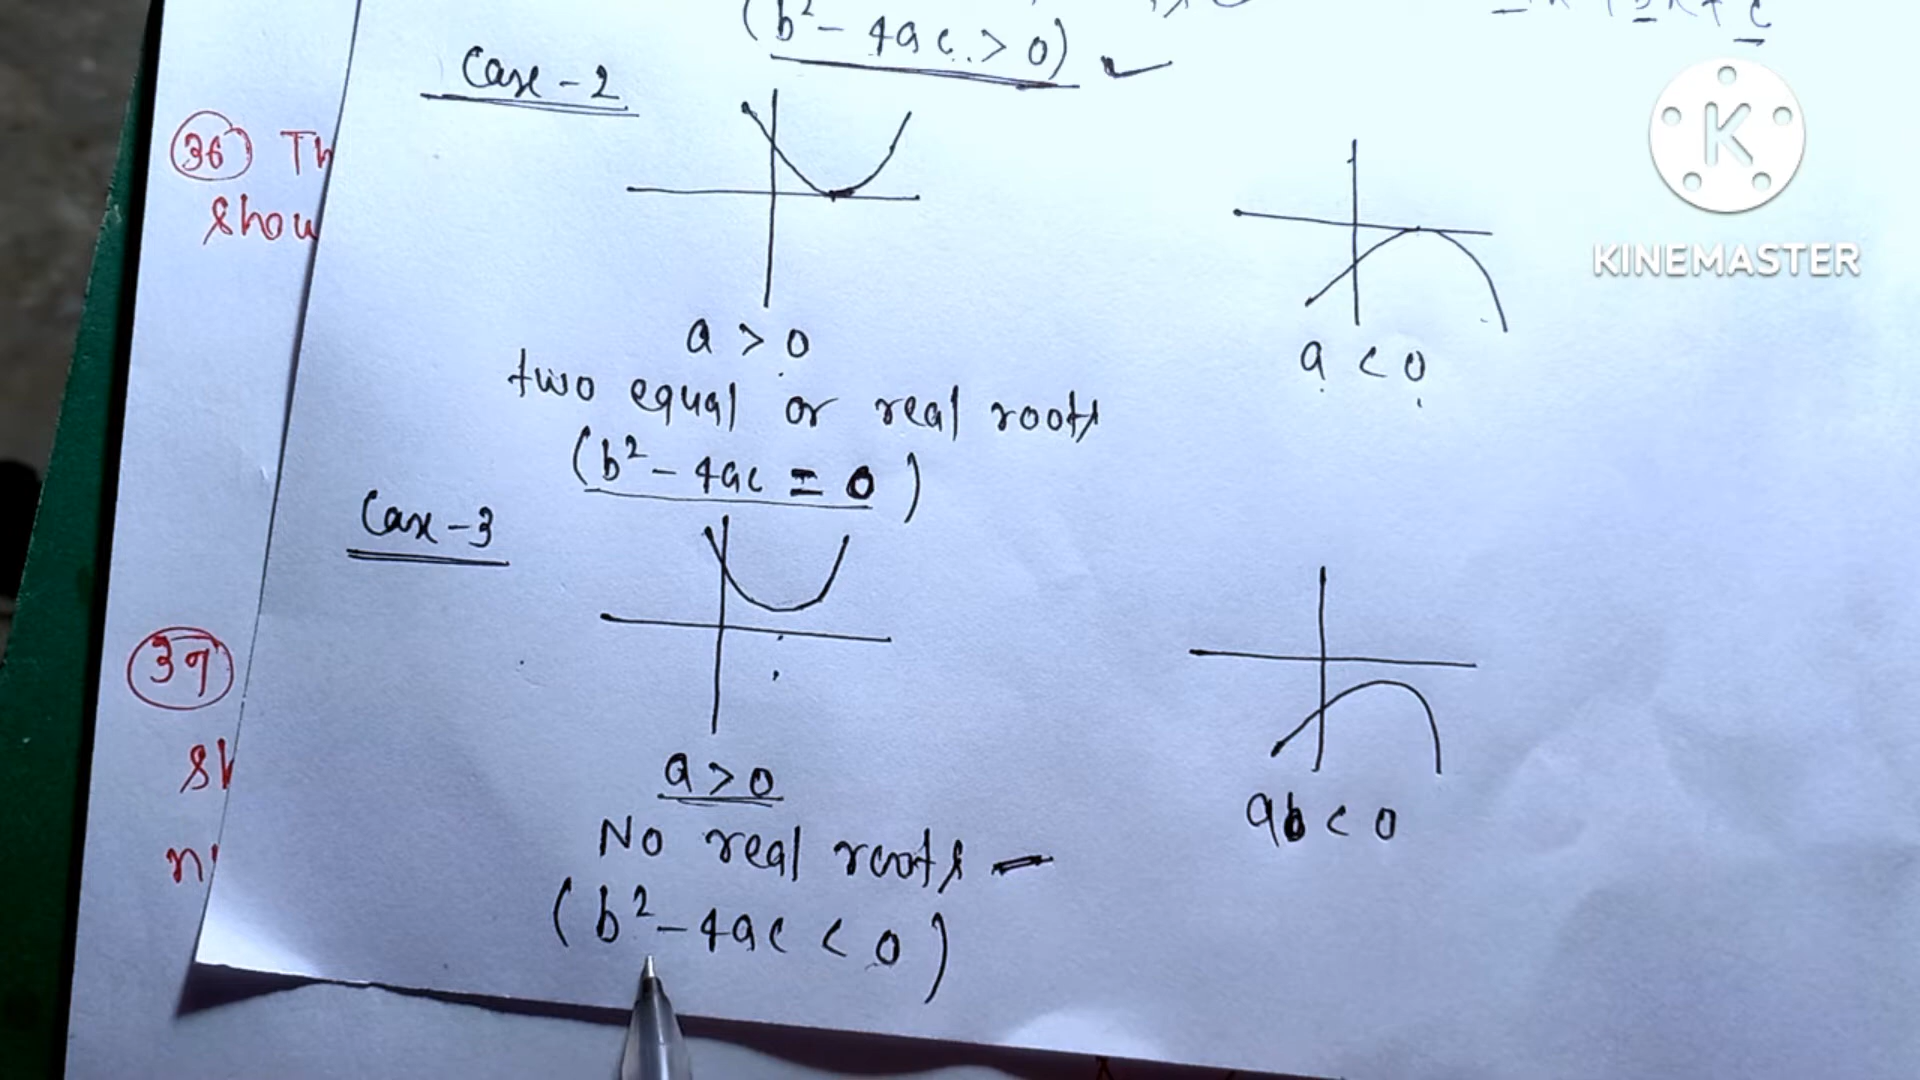 (b² - 4ac > 0)
Case - 2
36 Th
show
K
KINEMASTER
a > 0
a < 0
two equal or real roots
(b² - 4ac = 0)
Case - 3
37
sh
a > 0
a < 0
No real roots
(b² - 4ac < 0)